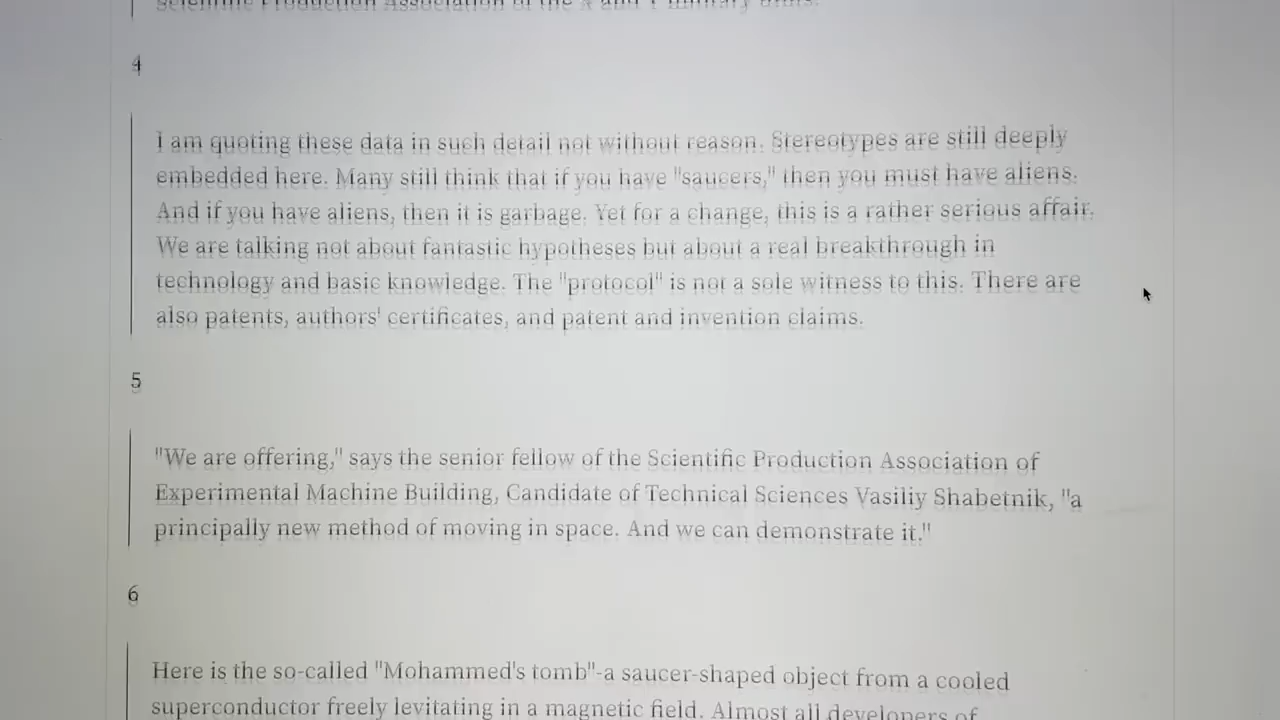 Scientific Production Association of the
4
I am quoting these data in such detail not without reason. Stereotypes are still deeply
embedded here. Many still think that if you have "saucers," then you must have aliens.
And if you have aliens, then it is garbage. Yet for a change, this is a rather serious affair.
We are talking not about fantastic hypotheses but about a real breakthrough in
technology and basic knowledge. The "protocol" is not a sole witness to this. There are
also patents, authors' certificates, and patent and invention claims.
5
"We are offering," says the senior fellow of the Scientific Production Association of
Experimental Machine Building, Candidate of Technical Sciences Vasiliy Shabetnik, "a
principally new method of moving in space. And we can demonstrate it."
6
Here is the so-called "Mohammed's tomb"-a saucer-shaped object from a cooled
superconductor freely levitating in a magnetic field. Almost all developers of